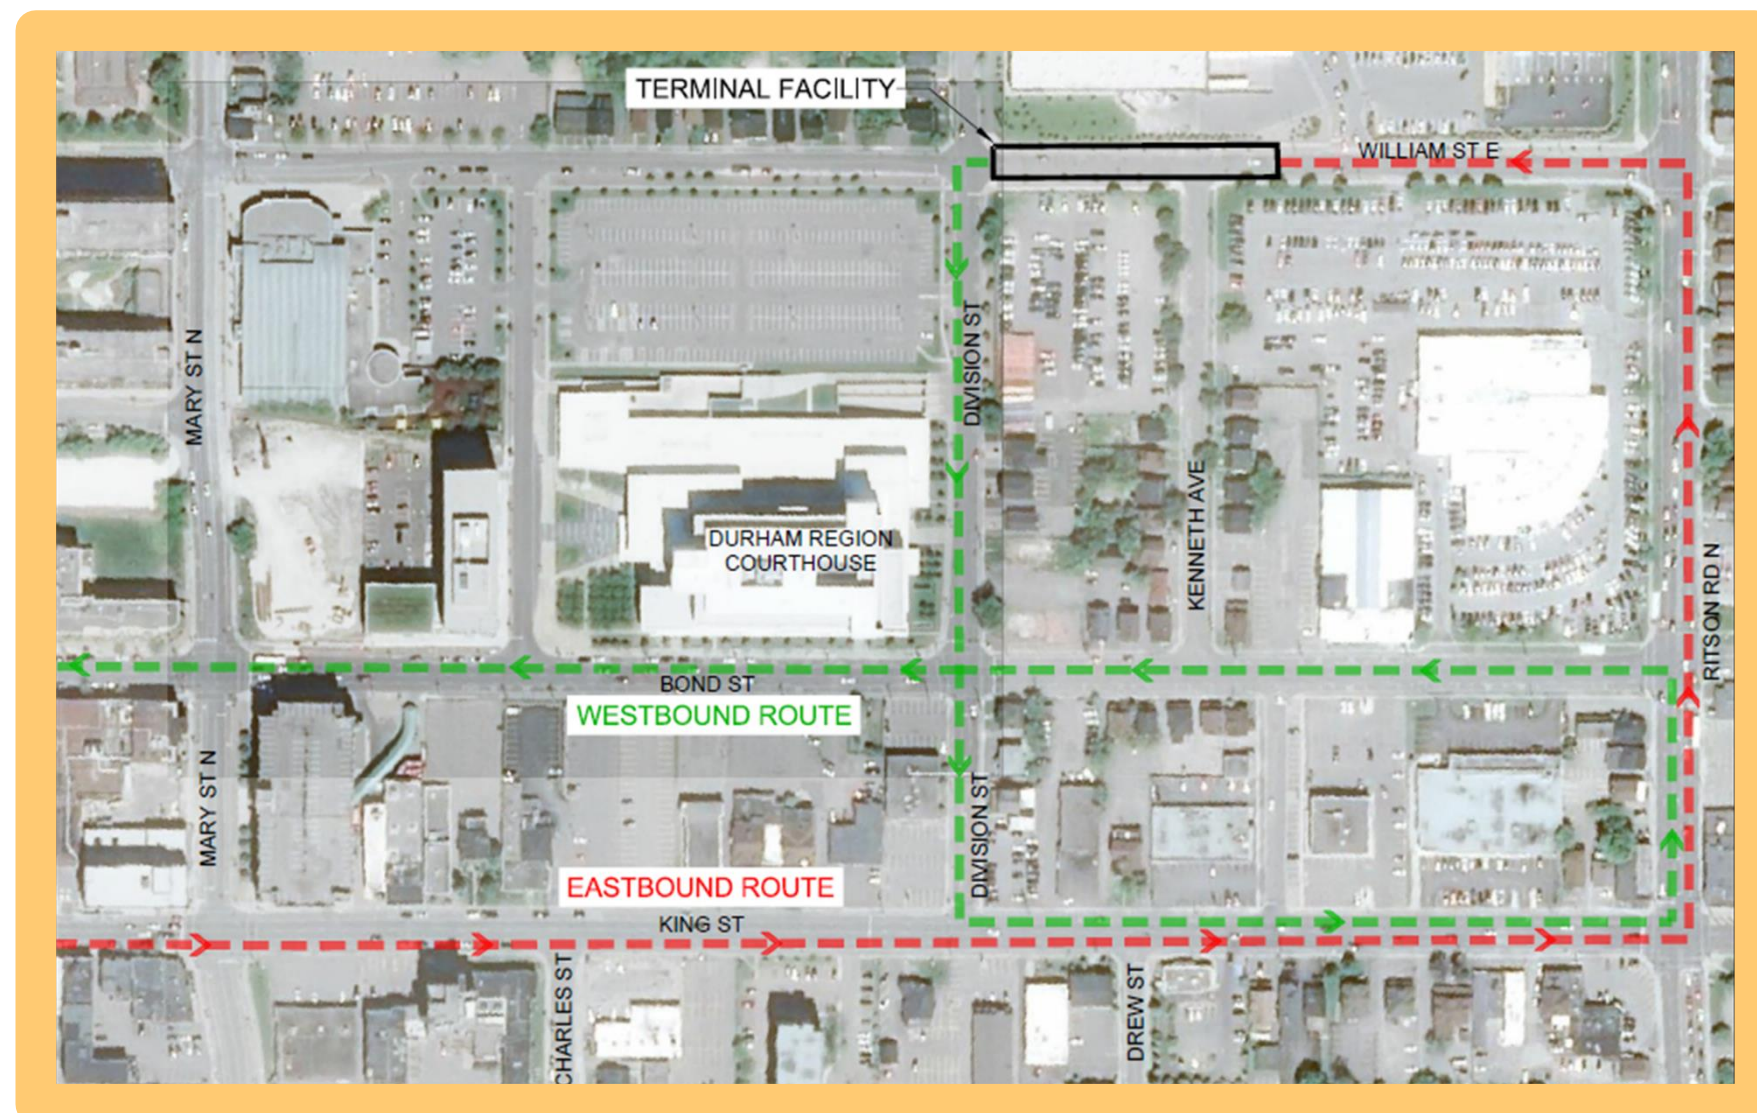 TERMINAL FACILITY
WILLIAM ST E
MARY ST N
DIVISION ST
KENNETH AVE
DURHAM REGION
COURTHOUSE
RITSON RD N
BOND ST
WESTBOUND ROUTE
MARY ST N
DIVISION ST
EASTBOUND ROUTE
KING ST
CHARLES ST
DREW ST